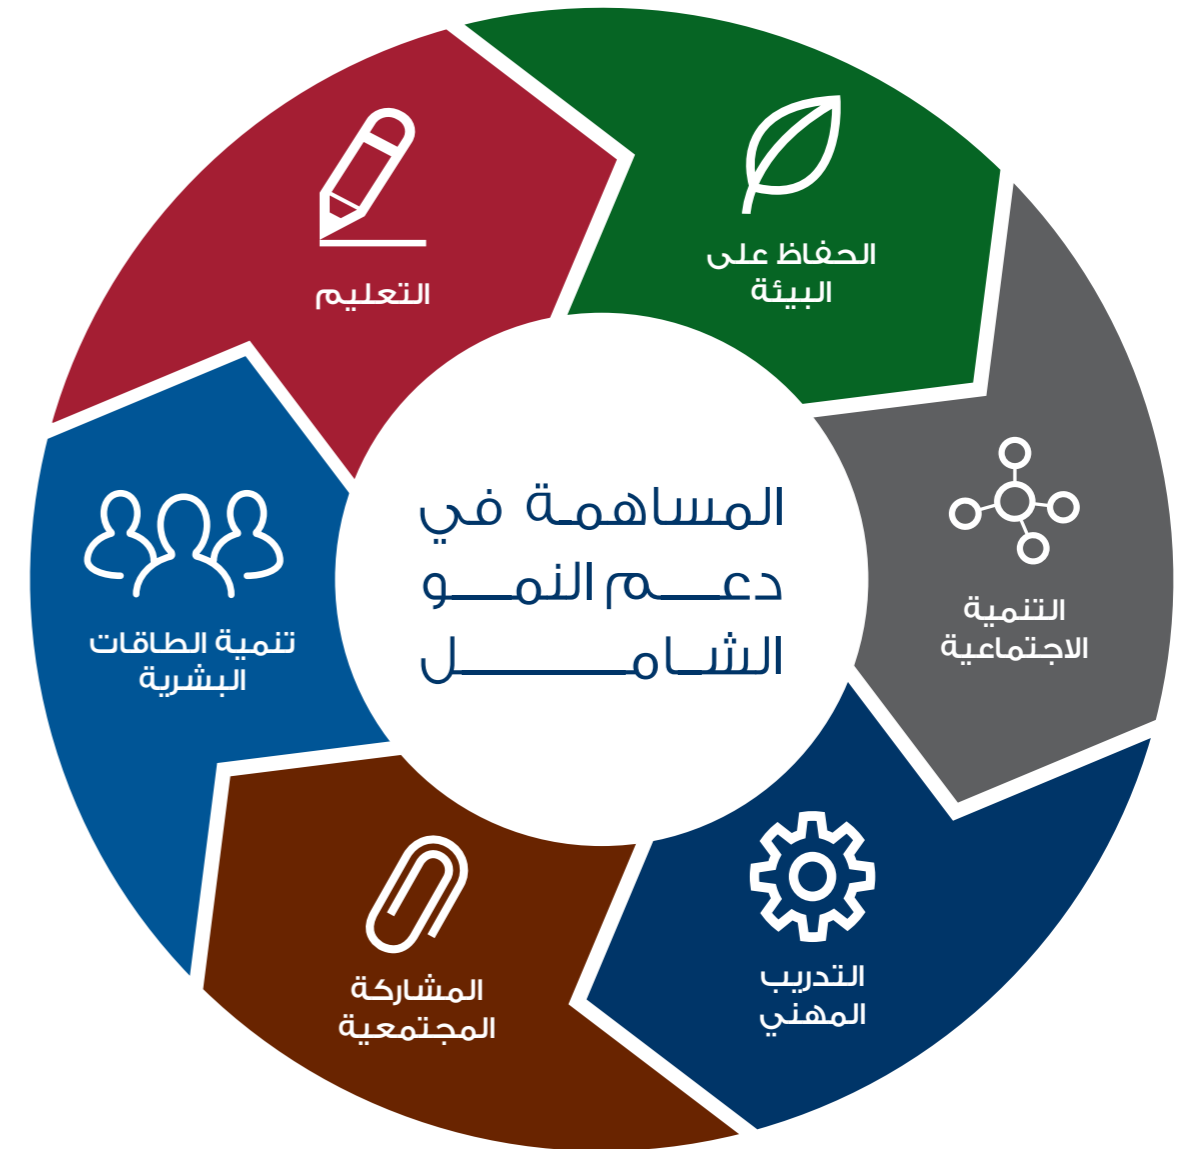 الحفاظ على
البيئة
التعليم
التنمية
الاجتماعية
المساهمة في
دعم النمو
الشامل
تنمية الطاقات
البشرية
التدريب
المهني
المشاركة
المجتمعية